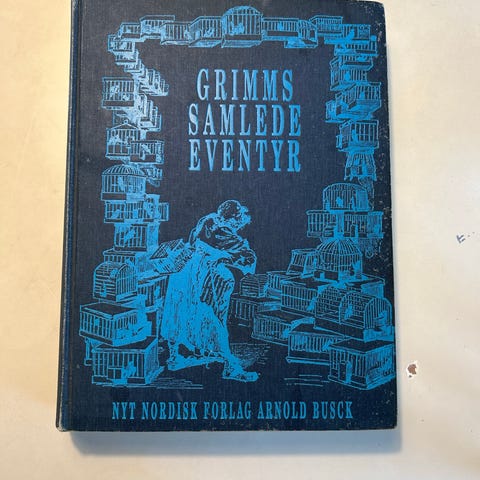 GRIMMS
SAMLEDE
EVENTYR
NYT NORDISK FORLAG ARNOLD BUSCK